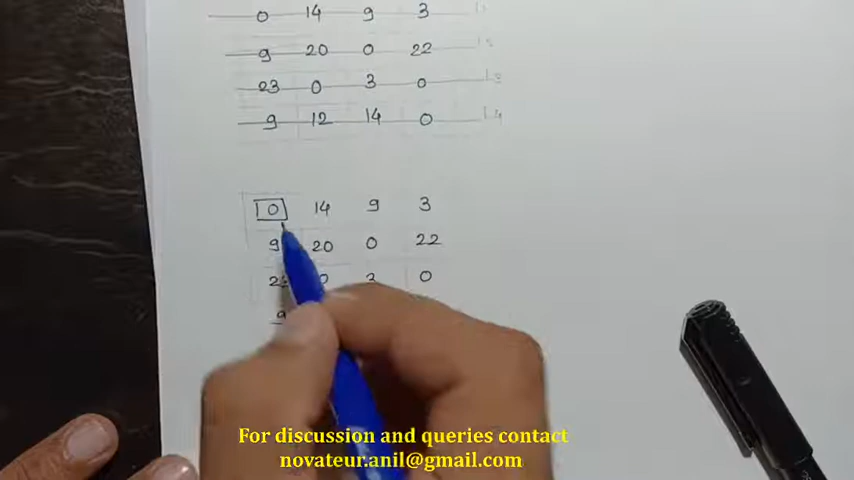 0 14 9 3
9 20 0 22
23 0 3 0
9 12 14 0
0 14 9 3
9 20 0 22
0
9
For discussion and queries contact
novateur.anil@gmail.com